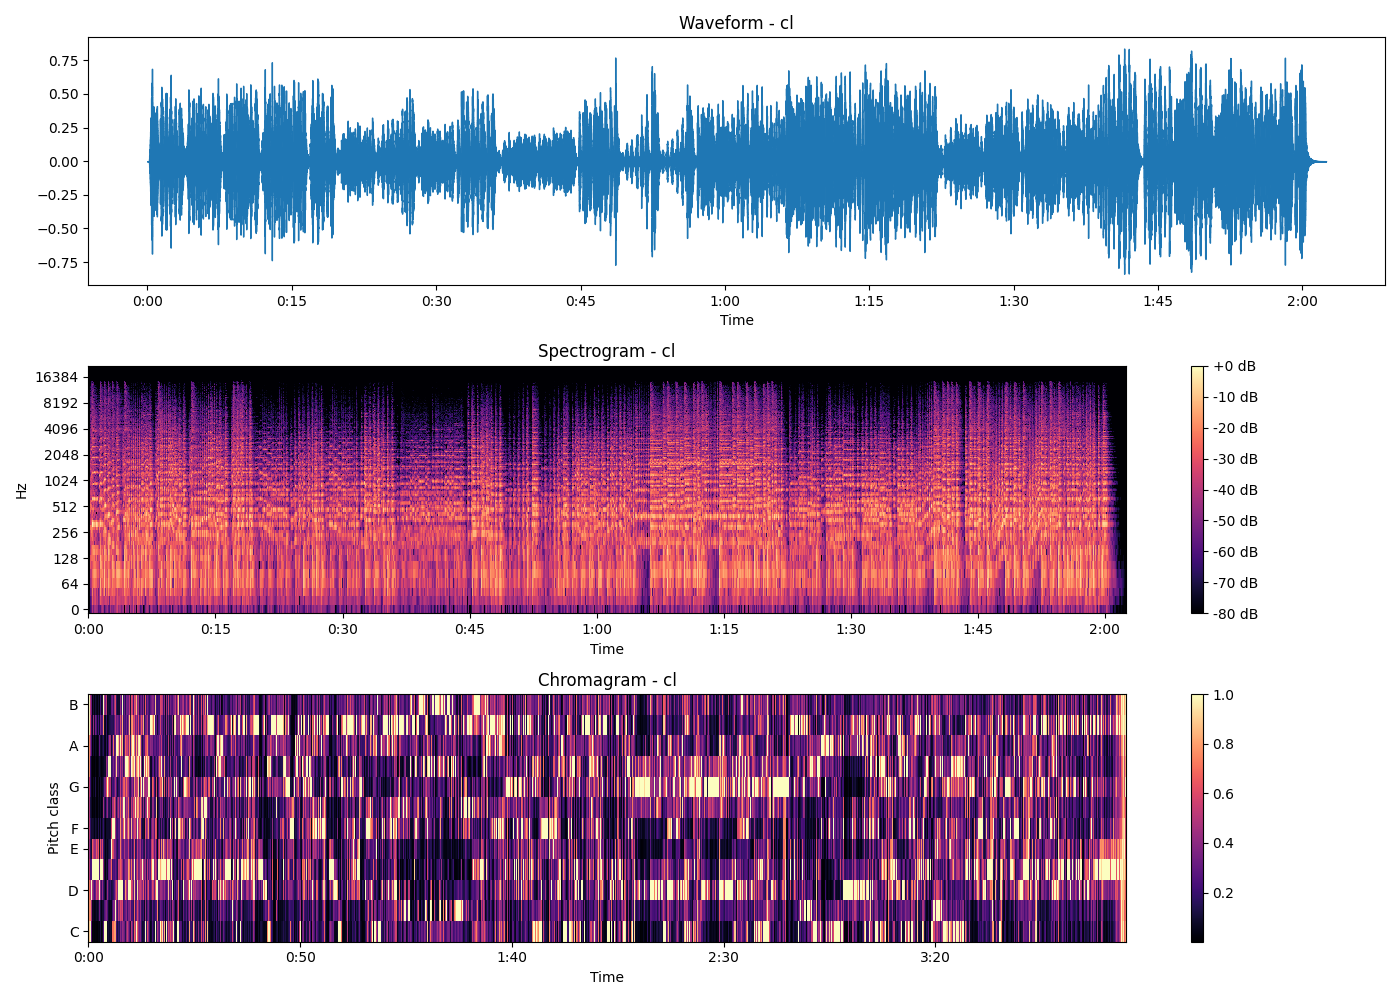 Waveform - cl
0.75
0.50
0.25
0.00
−0.25
−0.50
−0.75
0:00 0:15 0:30 0:45 1:00 1:15 1:30 1:45 2:00
Time
Spectrogram - cl
Hz
16384
8192
4096
2048
1024
512
256
128
64
0
0:00 0:15 0:30 0:45 1:00 1:15 1:30 1:45 2:00
Time
+0 dB
-10 dB
-20 dB
-30 dB
-40 dB
-50 dB
-60 dB
-70 dB
-80 dB
Chromagram - cl
Pitch class
B
A
G
F
E
D
C
0:00 0:50 1:40 2:30 3:20
Time
1.0
0.8
0.6
0.4
0.2